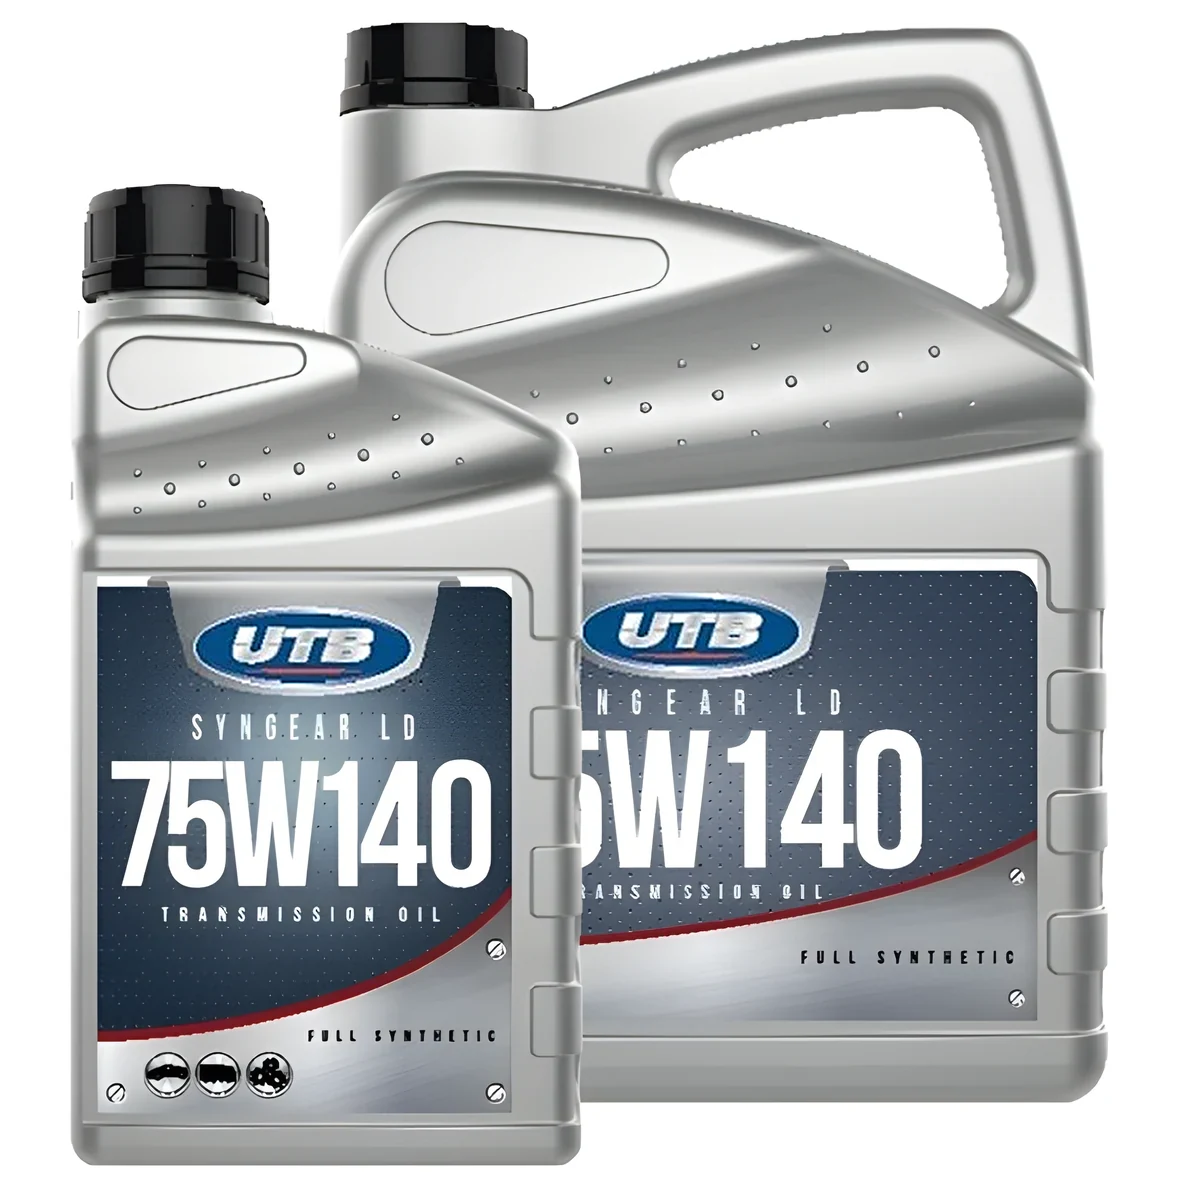 UTB
SYNGEAR LD
75W140
TRANSMISSION OIL
FULL SYNTHETIC
UTB
NGEAR LD
5W140
RANSMISSION OIL
FULL SYNTHETIC